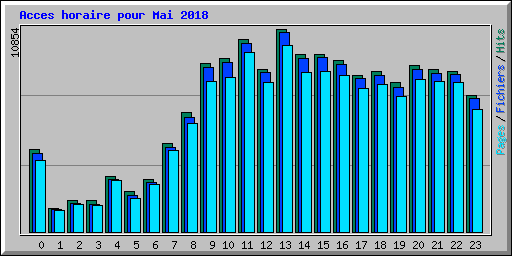 Acces horaire pour Mai 2018
10854
Pages / Fichiers / Hits
0 1 2 3 4 5 6 7 8 9 10 11 12 13 14 15 16 17 18 19 20 21 22 23